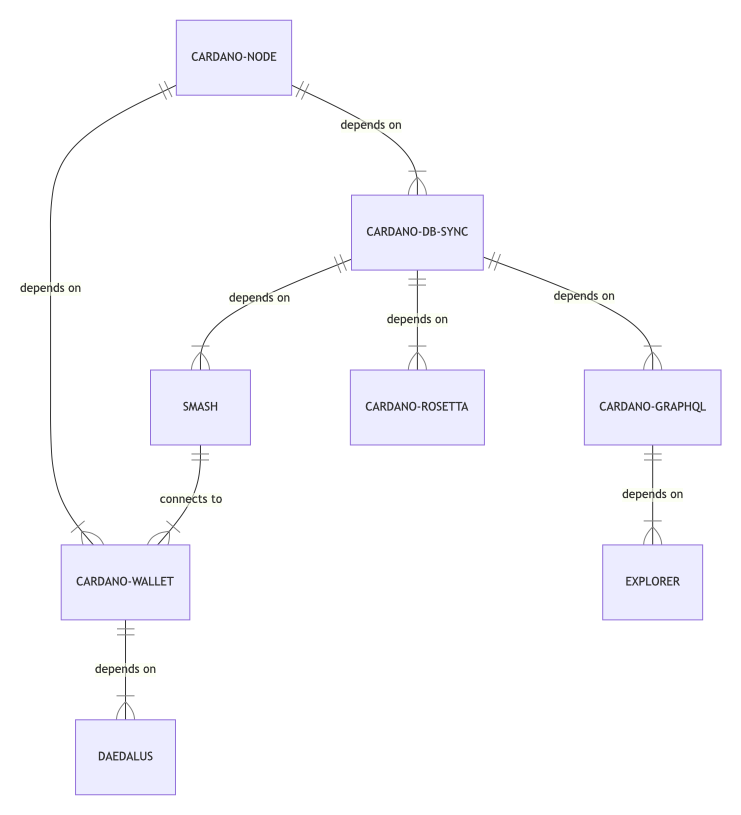 CARDANO-NODE
depends on
CARDANO-DB-SYNC
depends on
depends on
depends on
depends on
SMASH
CARDANO-ROSETTA
CARDANO-GRAPHQL
connects to
depends on
CARDANO-WALLET
EXPLORER
depends on
DAEDALUS